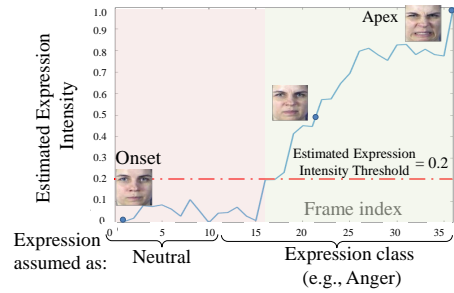 Apex
1.0
0.9
0.8
0.7
0.6
0.5
0.4
0.3
0.2
0.1
0
Estimated Expression
Intensity
Onset
Estimated Expression
Intensity Threshold = 0.2
Frame index
0 5 10 15 20 25 30 35
Expression
assumed as:
Neutral
Expression class
(e.g., Anger)